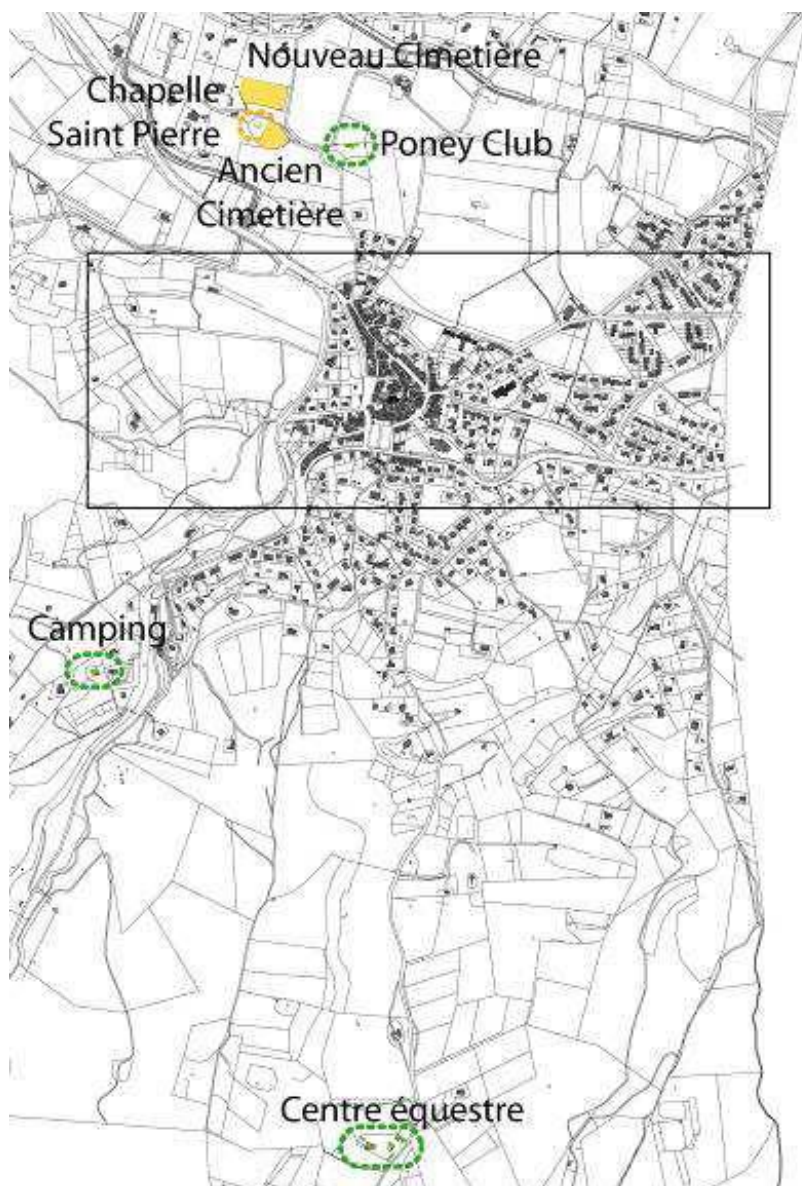 Nouveau Cimetière
Chapelle
Saint Pierre
Poney Club
Ancien
Cimetière
Camping
Centre équestre